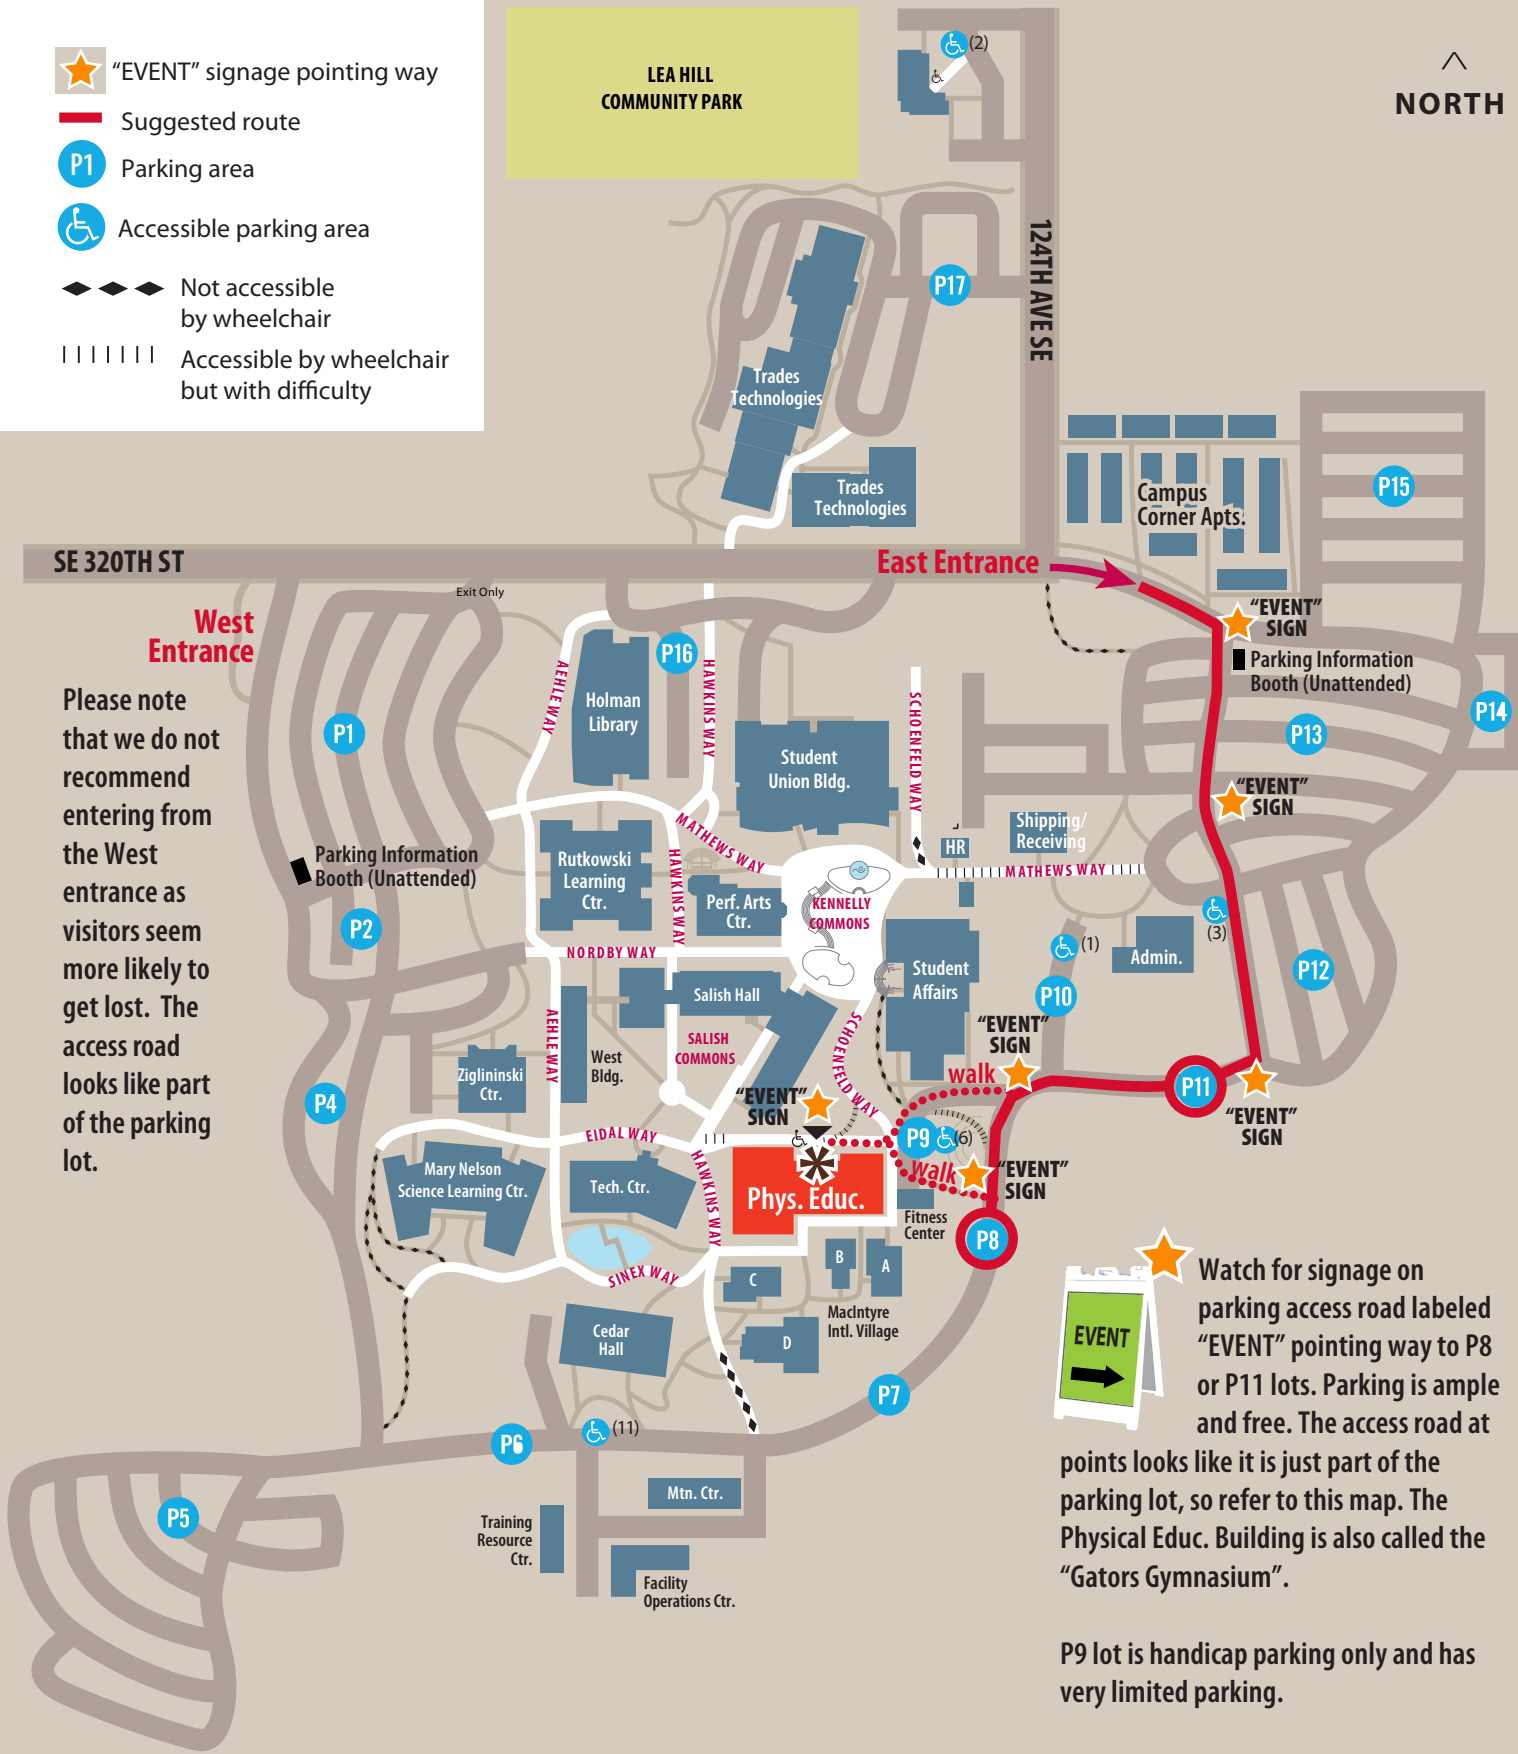 "EVENT" signage pointing way
Suggested route
P1
Parking area
Accessible parking area
Not accessible
by wheelchair
Accessible by wheelchair
but with difficulty
LEA HILL
COMMUNITY PARK
(2)
NORTH
124TH AVE SE
P17
Trades
Technologies
Trades
Technologies
Campus
Corner Apts.
P15
SE 320TH ST
East Entrance
Exit Only
West
Entrance
"EVENT"
SIGN
Parking Information
Booth (Unattended)
P14
P13
"EVENT"
SIGN
Please note
that we do not
recommend
entering from
the West
entrance as
visitors seem
more likely to
get lost. The
access road
looks like part
of the parking
lot.
P1
AEHLE WAY
Holman
Library
P16
HAWKINS WAY
Student
Union Bldg.
SCHOENFELD WAY
Shipping/
Receiving
HR
MATHEWS WAY
MATHEWS WAY
Parking Information
Booth (Unattended)
P2
Rutkowski
Learning
Ctr.
HAWKINS WAY
Perf. Arts
Ctr.
KENNELLY
COMMONS
NORDBY WAY
Student
Affairs
(1)
P10
Admin.
(3)
P12
Salish Hall
SALISH
COMMONS
AEHLE WAY
West
Bldg.
Ziglininski
Ctr.
P4
SCHOENFELD WAY
"EVENT"
SIGN
walk
"EVENT"
SIGN
P11
"EVENT"
SIGN
EIDAL WAY
P9
(6)
walk
"EVENT"
SIGN
Mary Nelson
Science Learning Ctr.
Tech. Ctr.
HAWKINS WAY
Phys. Educ.
Fitness
Center
P8
SINEX WAY
C
B
A
MacIntyre
Intl. Village
D
Cedar
Hall
P7
(11)
P6
P5
Mtn. Ctr.
Training
Resource
Ctr.
Facility
Operations Ctr.
EVENT
Watch for signage on
parking access road labeled
"EVENT" pointing way to P8
or P11 lots. Parking is ample
and free. The access road at
points looks like it is just part of the
parking lot, so refer to this map. The
Physical Educ. Building is also called the
"Gators Gymnasium".
P9 lot is handicap parking only and has
very limited parking.